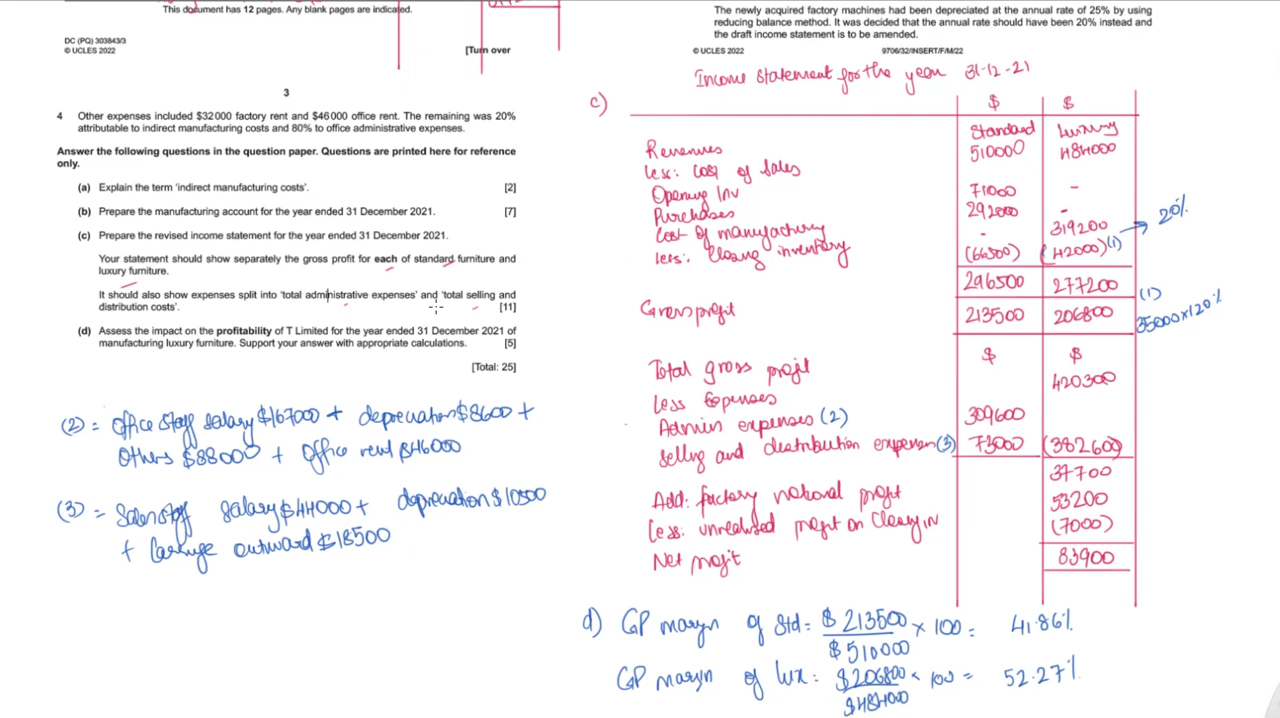 This document has 12 pages. Any blank pages are indicated.
DC (PQ) 303843/3
© UCLES 2022
[Turn over
3
4 Other expenses included $32000 factory rent and $46000 office rent. The remaining was 20%
attributable to indirect manufacturing costs and 80% to office administrative expenses.
Answer the following questions in the question paper. Questions are printed here for reference
only.
(a) Explain the term 'indirect manufacturing costs'. [2]
(b) Prepare the manufacturing account for the year ended 31 December 2021. [7]
(c) Prepare the revised income statement for the year ended 31 December 2021.
Your statement should show separately the gross profit for each of standard furniture and
luxury furniture.
It should also show expenses split into 'total administrative expenses' and 'total selling and
distribution costs'. [11]
(d) Assess the impact on the profitability of T Limited for the year ended 31 December 2021 of
manufacturing luxury furniture. Support your answer with appropriate calculations. [5]
[Total: 25]
(2) = Office staff salary $167000 + depreciation $8600 +
Others $88000 + Office rent $46000
(3) = Sales staff salary $44000 + depreciation $10500
+ Carriage outward $18500
The newly acquired factory machines had been depreciated at the annual rate of 25% by using
reducing balance method. It was decided that the annual rate should have been 20% instead and
the draft income statement is to be amended.
© UCLES 2022 9706/32/INSERT/F/M/22
Income Statement for the year 31-12-21
c)
$ $
Standard Luxury
Revenues 510000 484000
Less: Cost of Sales
Opening Inv 71000 -
Purchases 292000 -
Cost of manufactury - 319200
less: Closing inventory (66500) (42000)(1) → 20%
296500 277200
Gross profit 213500 206800
(1)
35000x120%
$ $
Total gross profit 420300
Less Expenses
Admin expenses (2) 309600
Selling and distribution expenses (3) 73000 (382600)
37700
Add: factory notional profit 53200
Less: unrealised profit on Closing IN (7000)
Net profit 83900
d) GP margin of Std = $213500 / $510000 x 100 = 41.86%
GP margin of lux = $206800 / $484000 x 100 = 52.27%